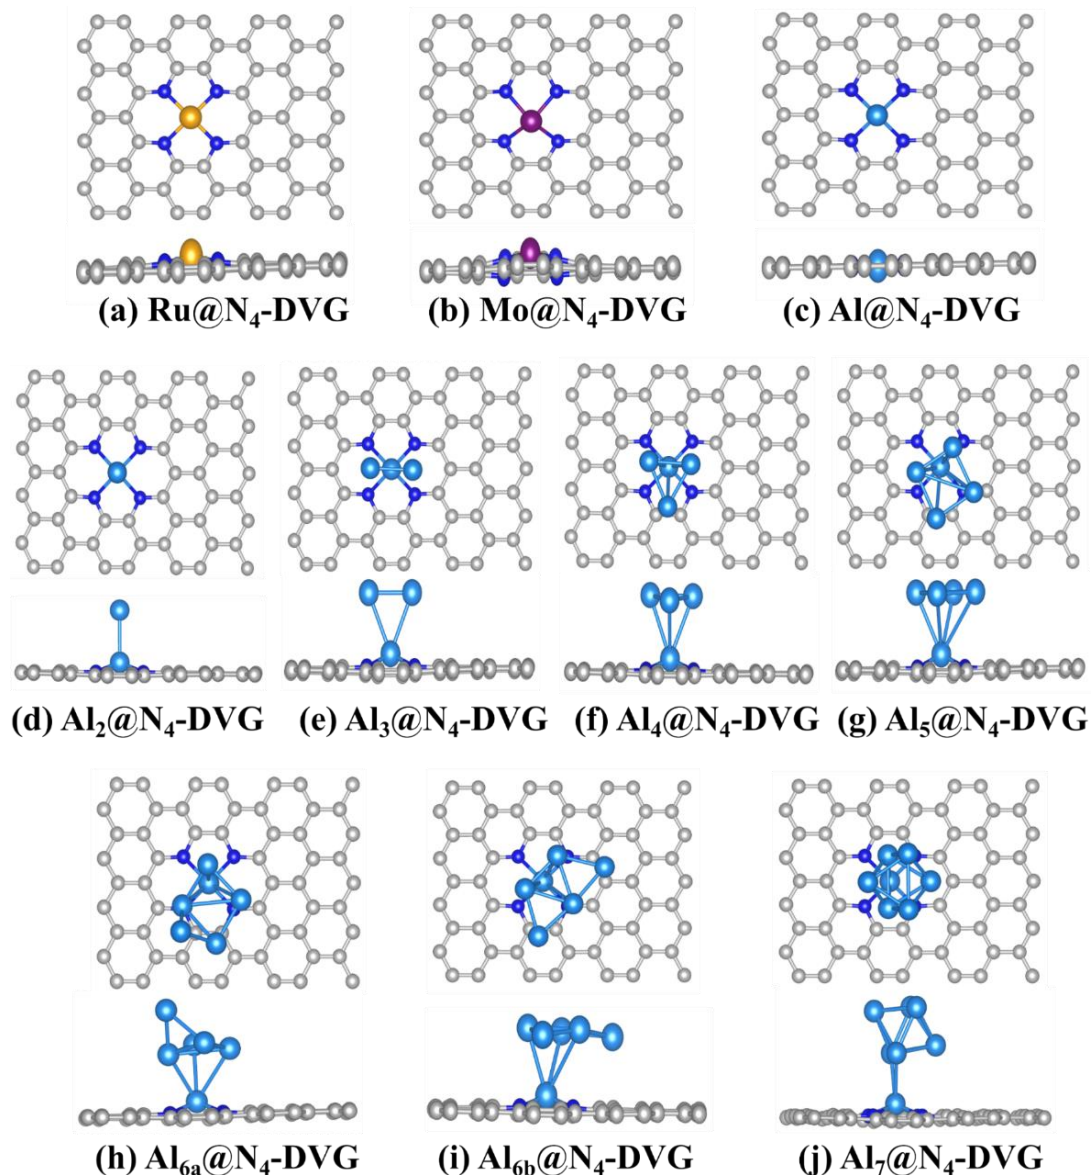 (a) Ru@N₄-DVG (b) Mo@N₄-DVG (c) Al@N₄-DVG
(d) Al₂@N₄-DVG (e) Al₃@N₄-DVG (f) Al₄@N₄-DVG (g) Al₅@N₄-DVG
(h) Al₆ₐ@N₄-DVG (i) Al₆b@N₄-DVG (j) Al₇@N₄-DVG